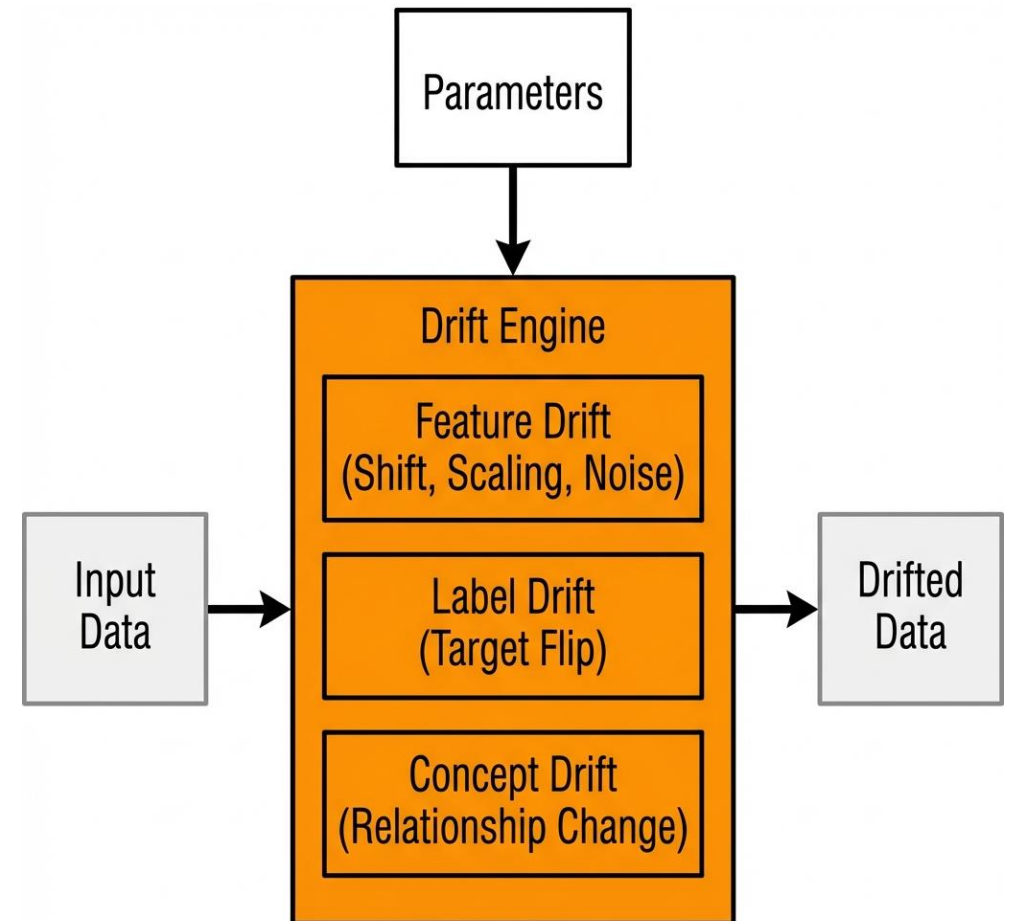 Parameters
Drift Engine
Feature Drift
(Shift, Scaling, Noise)
Input
Data
Label Drift
(Target Flip)
Drifted
Data
Concept Drift
(Relationship Change)